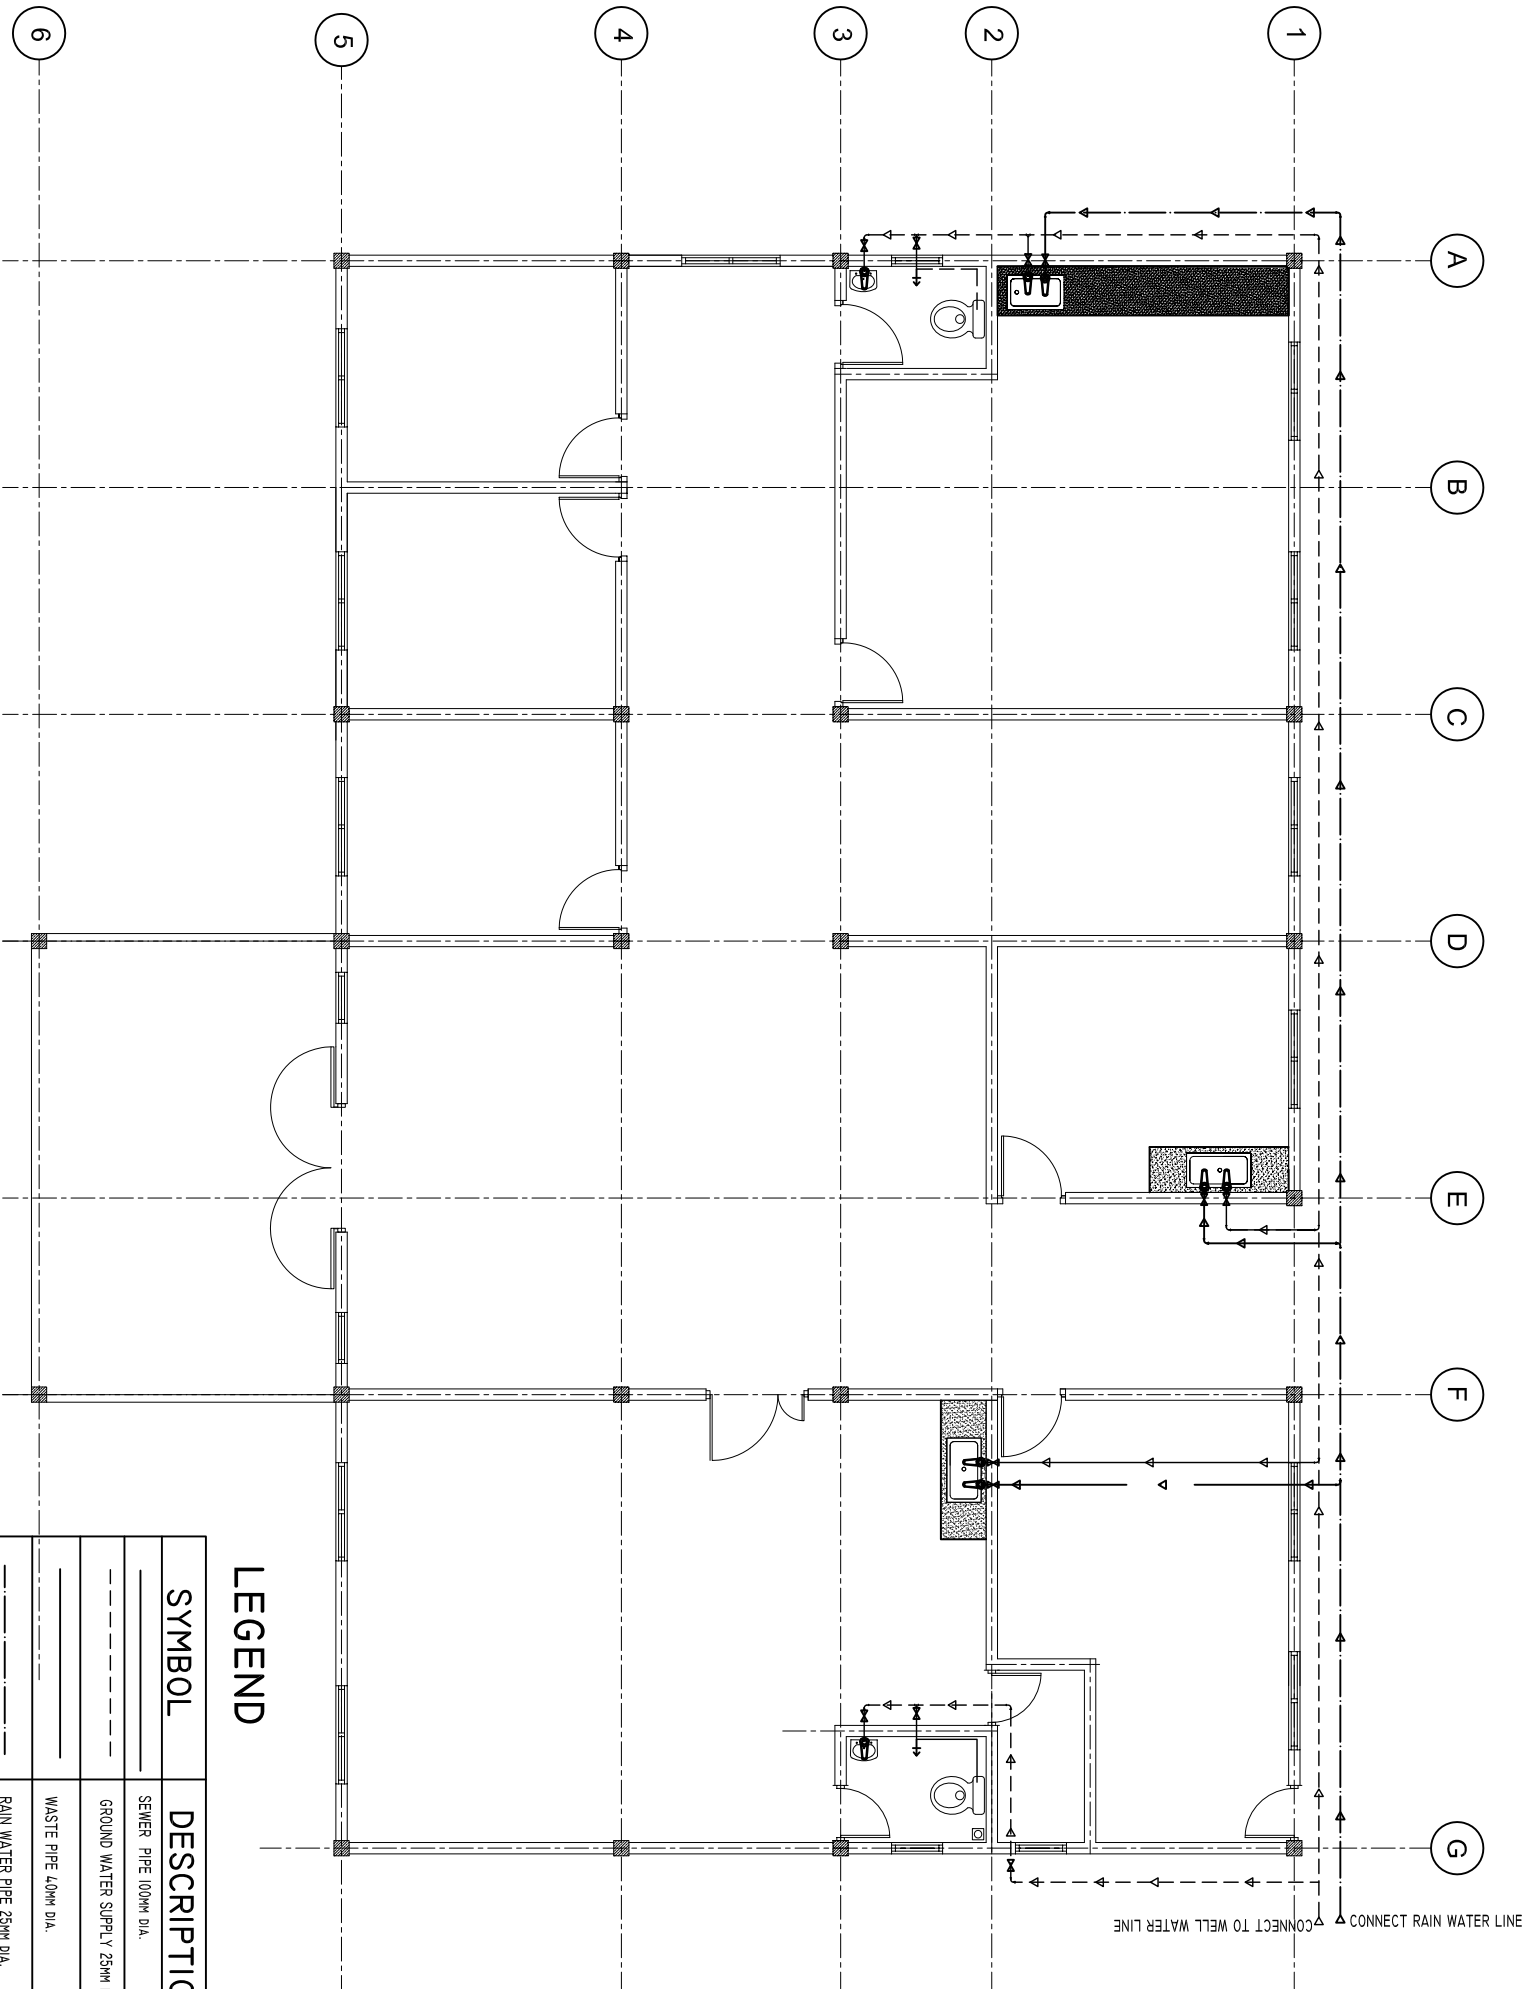 6
5
4
3
2
1
A
B
C
D
E
F
G
CONNECT RAIN WATER LINE
CONNECT TO WELL WATER LINE
LEGEND
SYMBOL
DESCRIPTIO
SEWER PIPE 100MM DIA.
GROUND WATER SUPPLY 25MM
WASTE PIPE 40MM DIA.
RAIN WATER PIPE 25MM DIA.